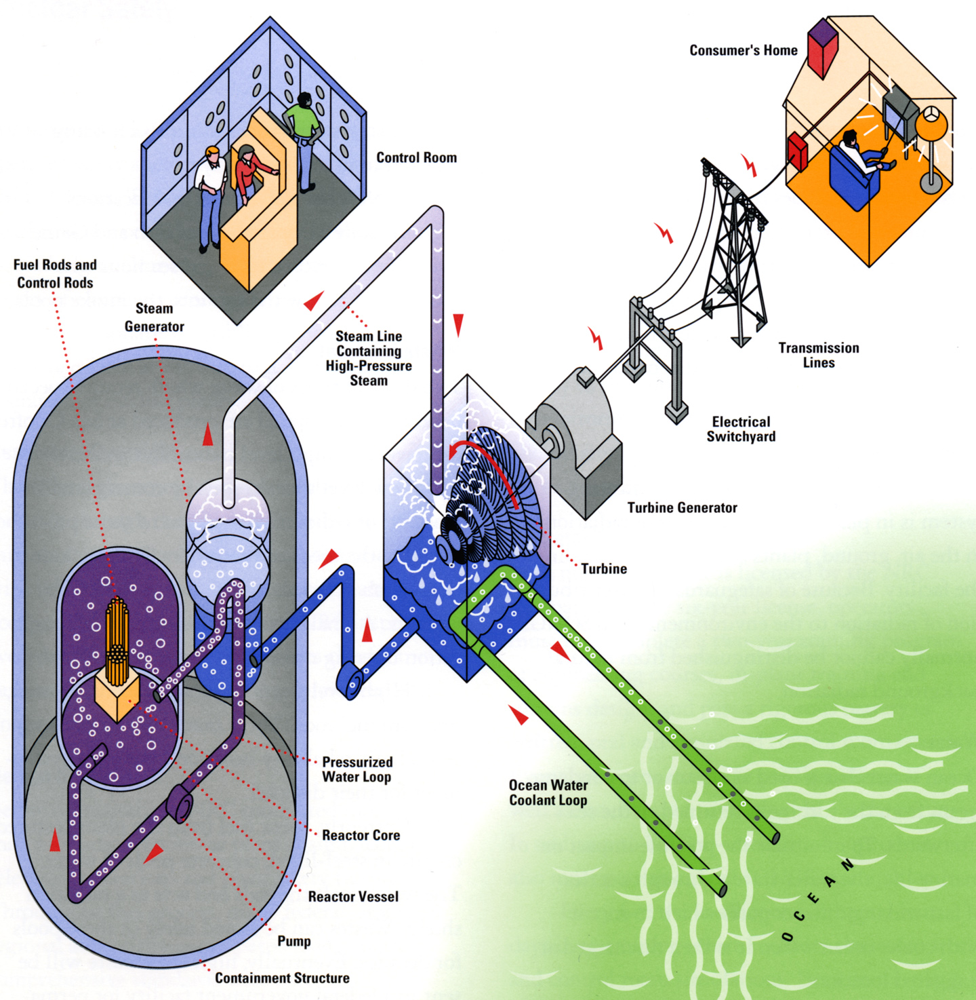 Consumer's Home
Control Room
Fuel Rods and
Control Rods
Steam
Generator
Steam Line
Containing
High-Pressure
Steam
Transmission
Lines
Electrical
Switchyard
Turbine Generator
Turbine
Pressurized
Water Loop
Ocean Water
Coolant Loop
Reactor Core
Reactor Vessel
Pump
Containment Structure
OCEAN